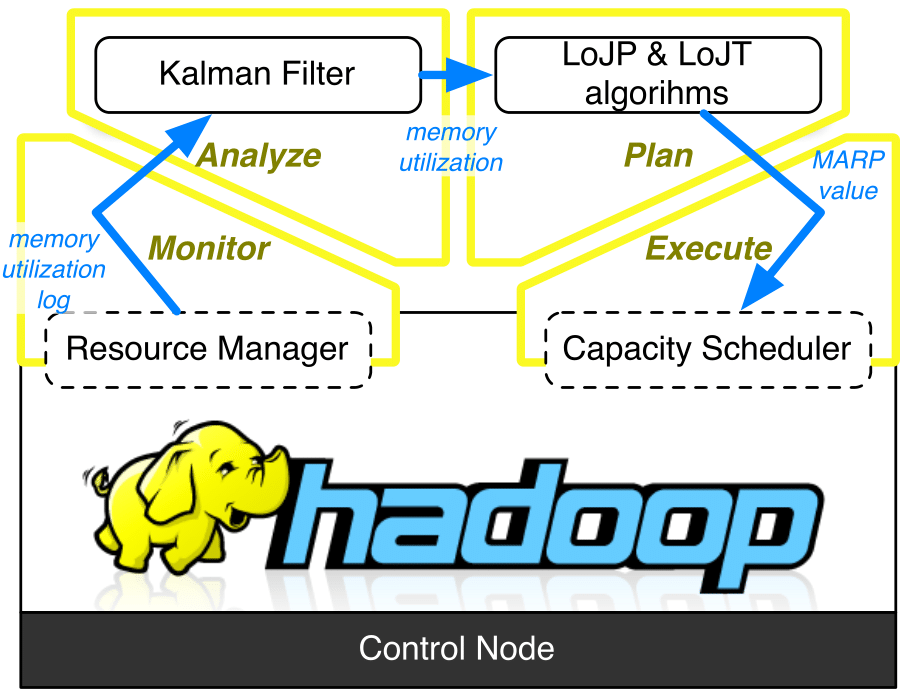 Kalman Filter
LoJP & LoJT
algorihms
memory
utilization
Analyze
Plan
MARP
value
memory
utilization
log
Monitor
Execute
Resource Manager
Capacity Scheduler
hadoop
Control Node